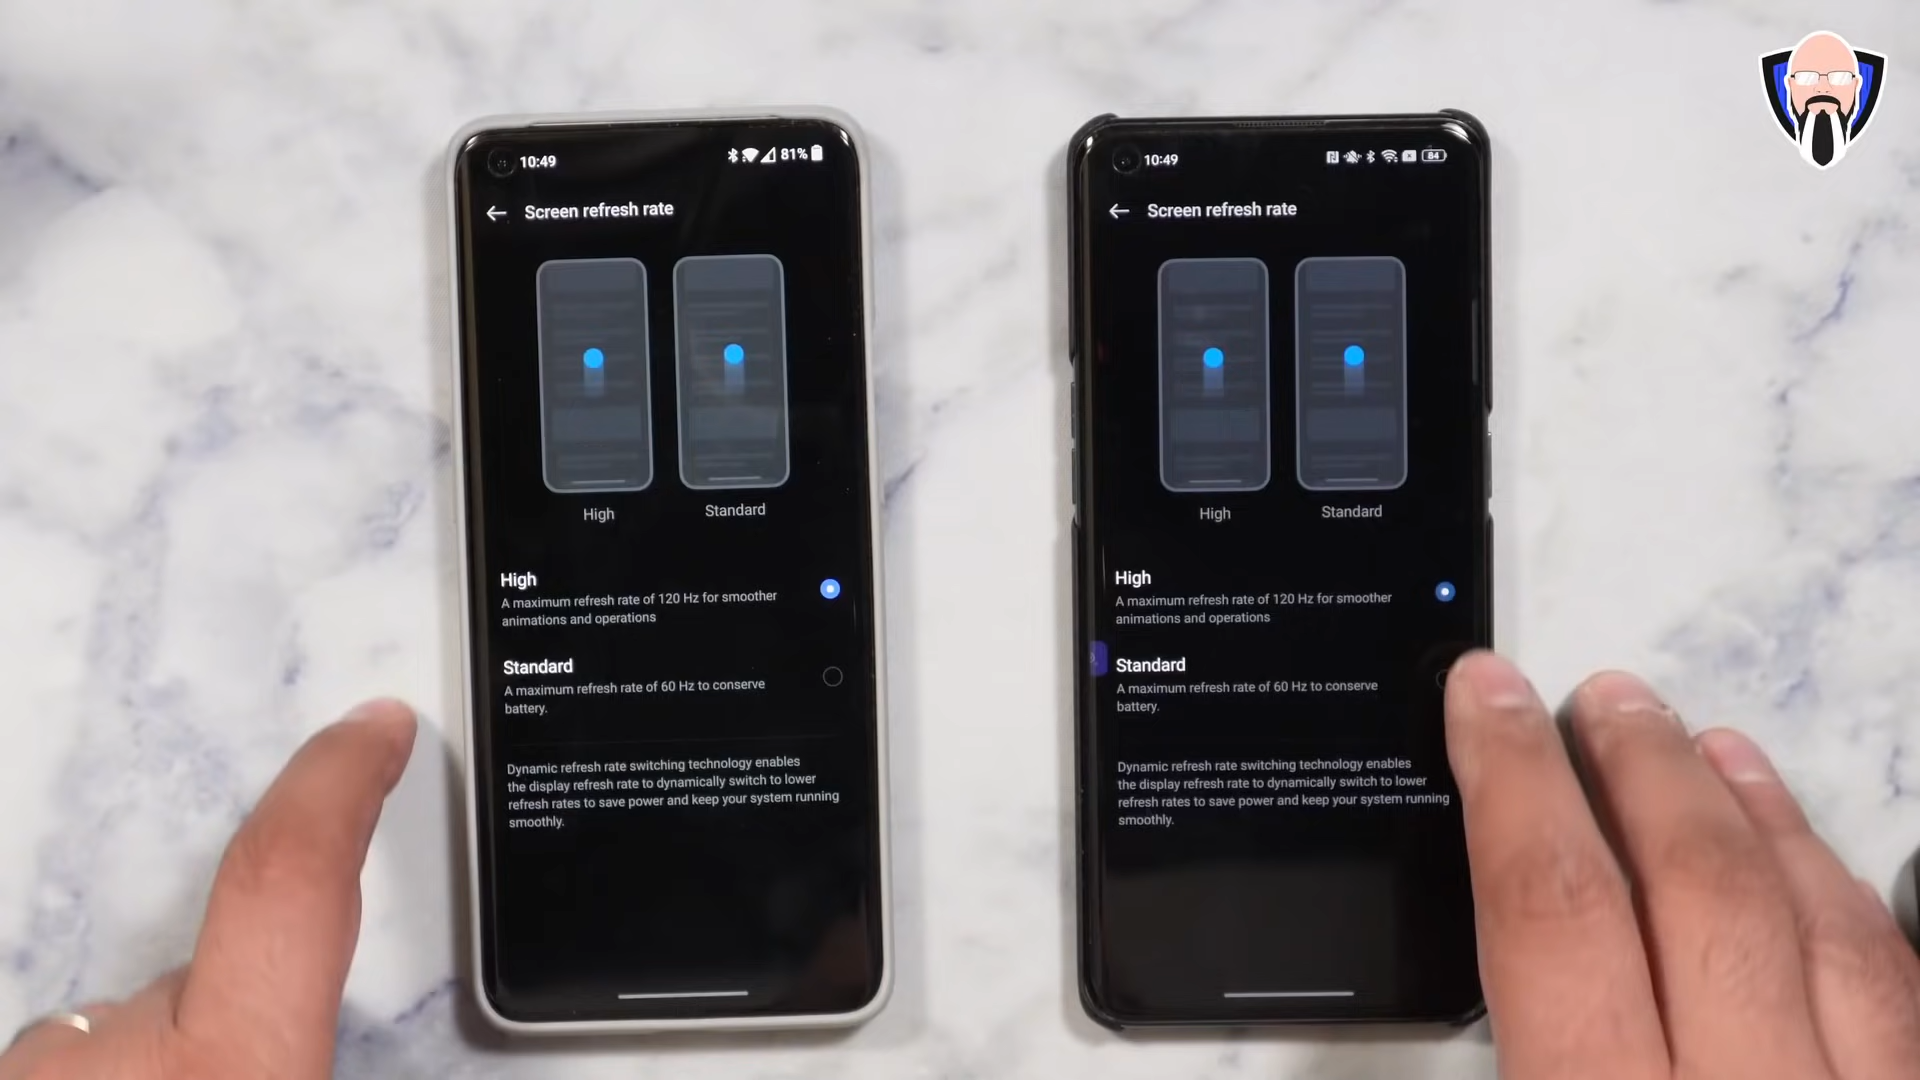 10:49
81%
Screen refresh rate
High
Standard
High
A maximum refresh rate of 120 Hz for smoother
animations and operations
Standard
A maximum refresh rate of 60 Hz to conserve
battery.
Dynamic refresh rate switching technology enables
the display refresh rate to dynamically switch to lower
refresh rates to save power and keep your system running
smoothly.
10:49
84
Screen refresh rate
High
Standard
High
A maximum refresh rate of 120 Hz for smoother
animations and operations
Standard
A maximum refresh rate of 60 Hz to conserve
battery.
Dynamic refresh rate switching technology enables
the display refresh rate to dynamically switch to lower
refresh rates to save power and keep your system running
smoothly.